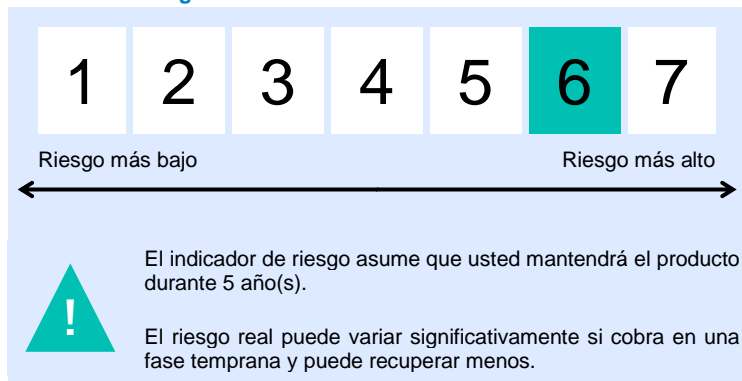 1 2 3 4 5 6 7
Riesgo más bajo Riesgo más alto
!
El indicador de riesgo asume que usted mantendrá el producto
durante 5 año(s).
El riesgo real puede variar significativamente si cobra en una
fase temprana y puede recuperar menos.